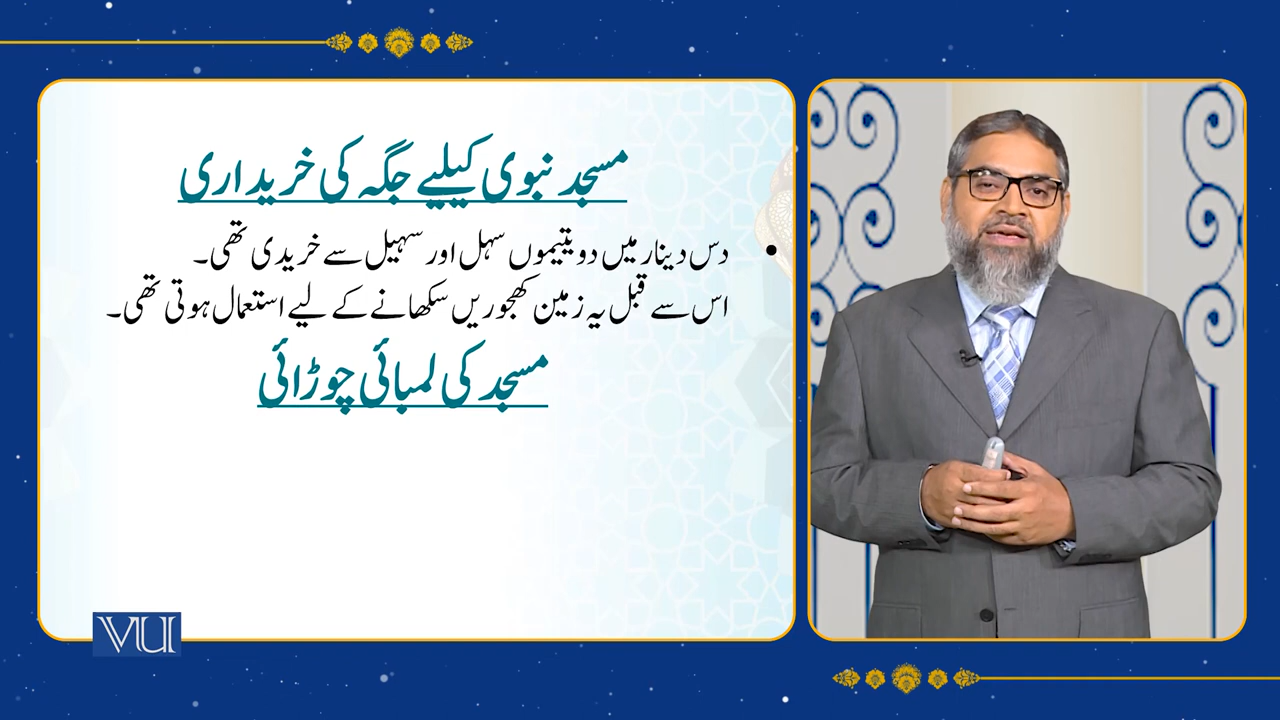 مسجد نبوی کیلیے جگہ کی خریداری
• دس دینار میں دو یتیموں سہل اور سہیل سے خریدی تھی۔
اس سے قبل یہ زمین کھجوریں سکھانے کے لیے استعمال ہوتی تھی۔
مسجد کی لمبائی چوڑائی
VU